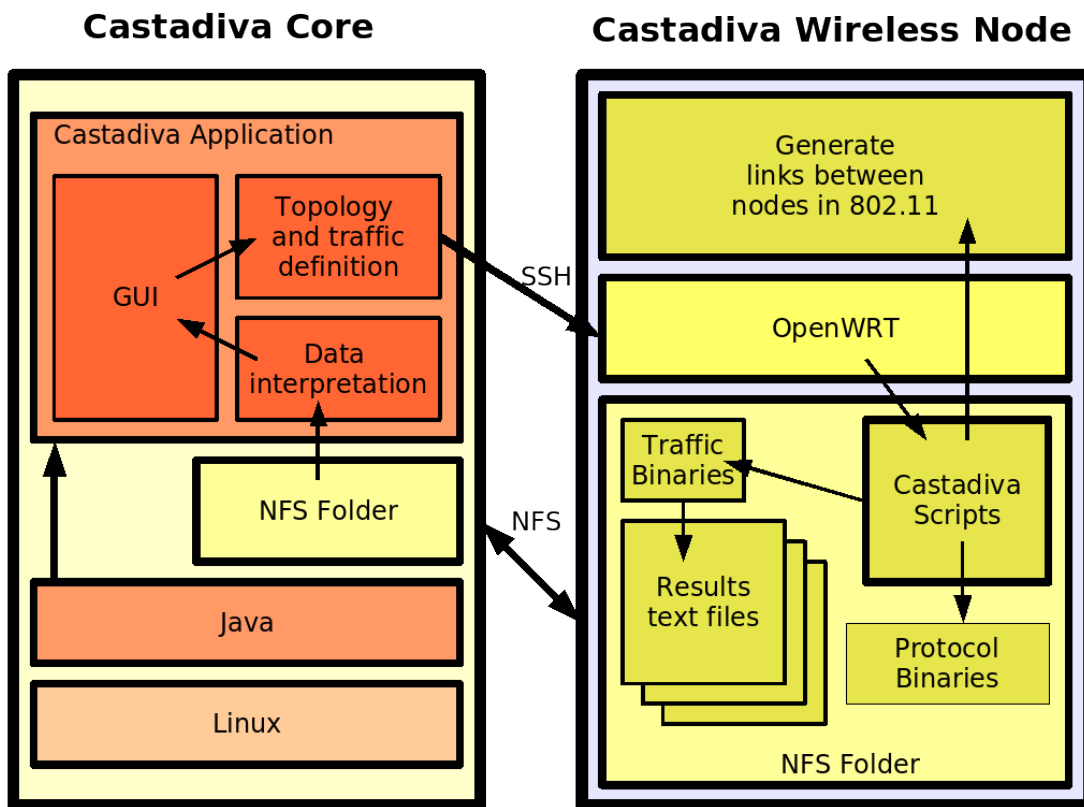 Castadiva Core
Castadiva Application
GUI
Topology
and traffic
definition
Data
interpretation
NFS Folder
Java
Linux
SSH
NFS
Castadiva Wireless Node
Generate
links between
nodes in 802.11
OpenWRT
Traffic
Binaries
Castadiva
Scripts
Results
text files
Protocol
Binaries
NFS Folder